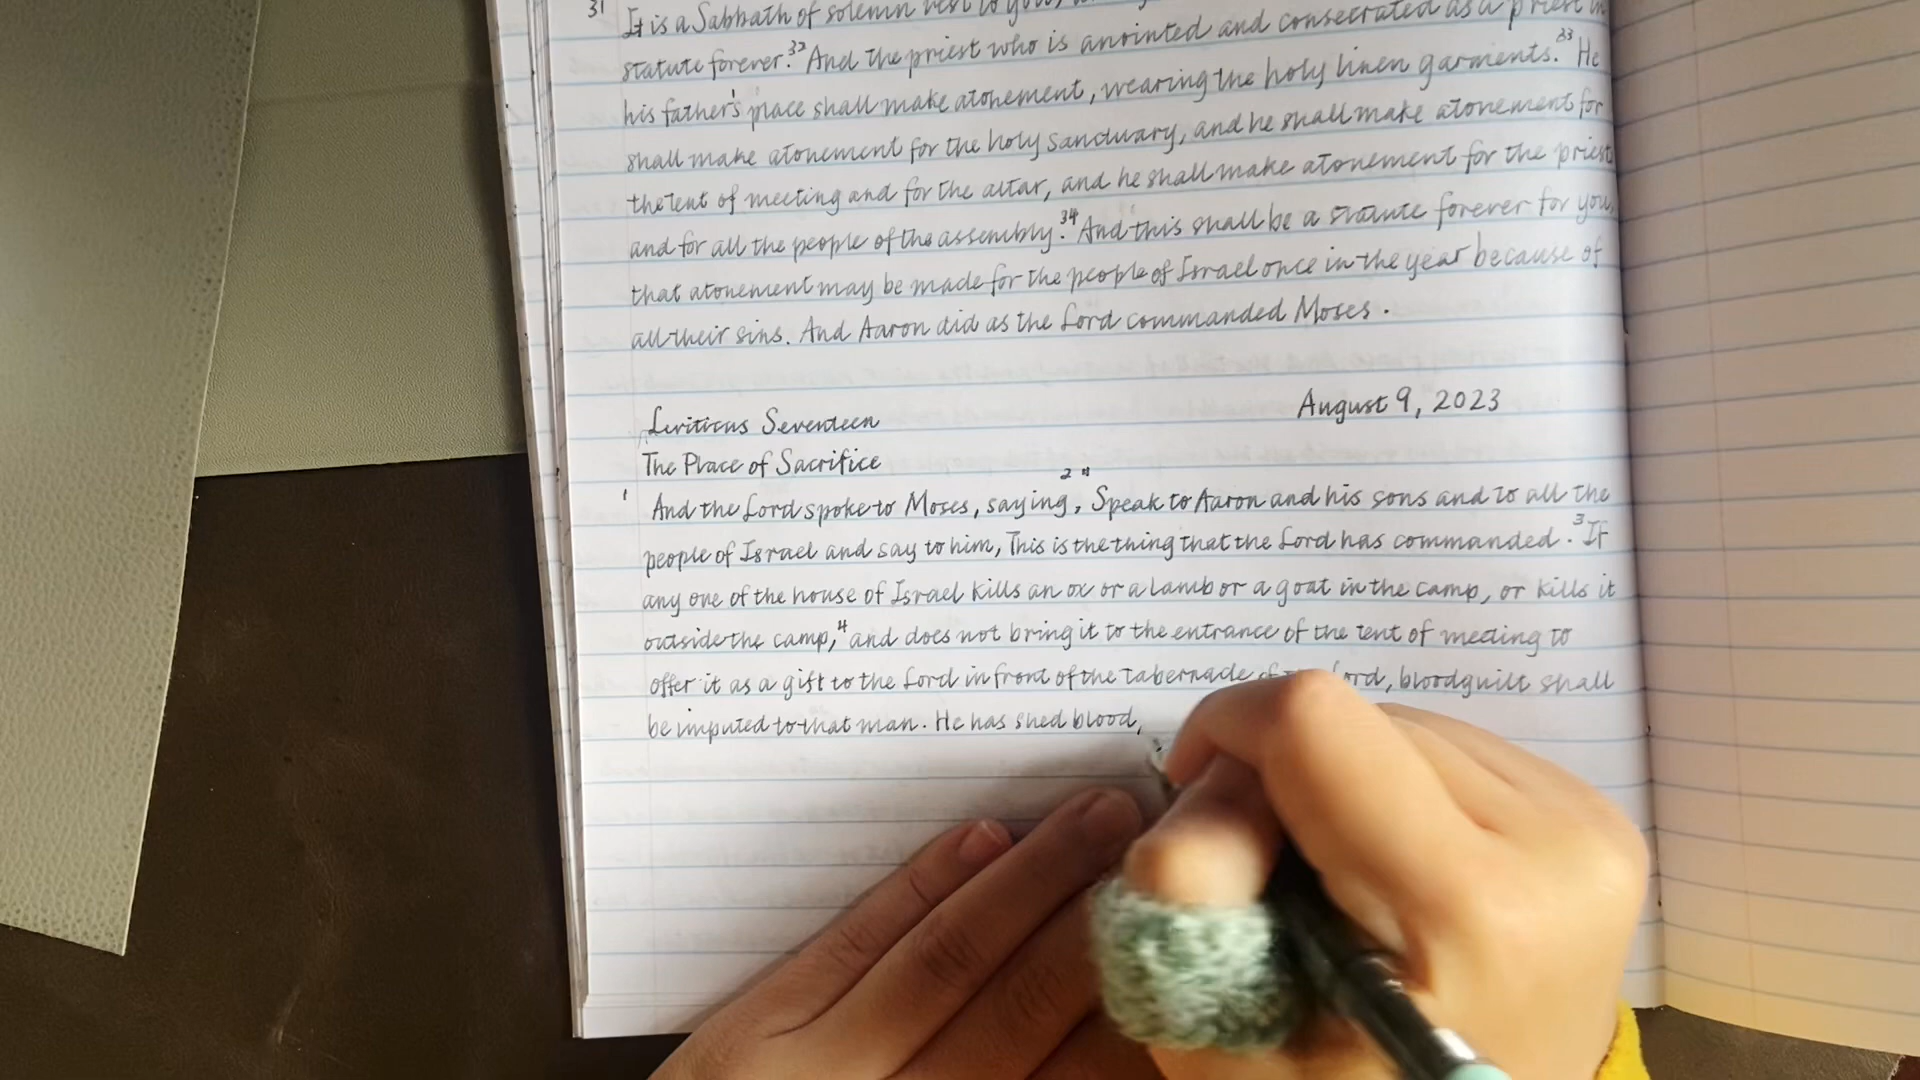 31 It is a Sabbath of solemn rest to you,
statute forever. 32 And the priest who is anointed and consecrated as a priest in
his father's place shall make atonement, wearing the holy linen garments. 33 He
shall make atonement for the holy sanctuary, and he shall make atonement for
the tent of meeting and for the altar, and he shall make atonement for the priest
and for all the people of the assembly. 34 And this shall be a statute forever for you,
that atonement may be made for the people of Israel once in the year because of
all their sins. And Aaron did as the Lord commanded Moses.
August 9, 2023
Leviticus Seventeen
The Place of Sacrifice
1 And the Lord spoke to Moses, saying, 2 "Speak to Aaron and his sons and to all the
people of Israel and say to him, This is the thing that the Lord has commanded. 3 If
any one of the house of Israel kills an ox or a lamb or a goat in the camp, or kills it
outside the camp, 4 and does not bring it to the entrance of the tent of meeting to
offer it as a gift to the Lord in front of the tabernacle of Lord, bloodguilt shall
be imputed to that man. He has shed blood,